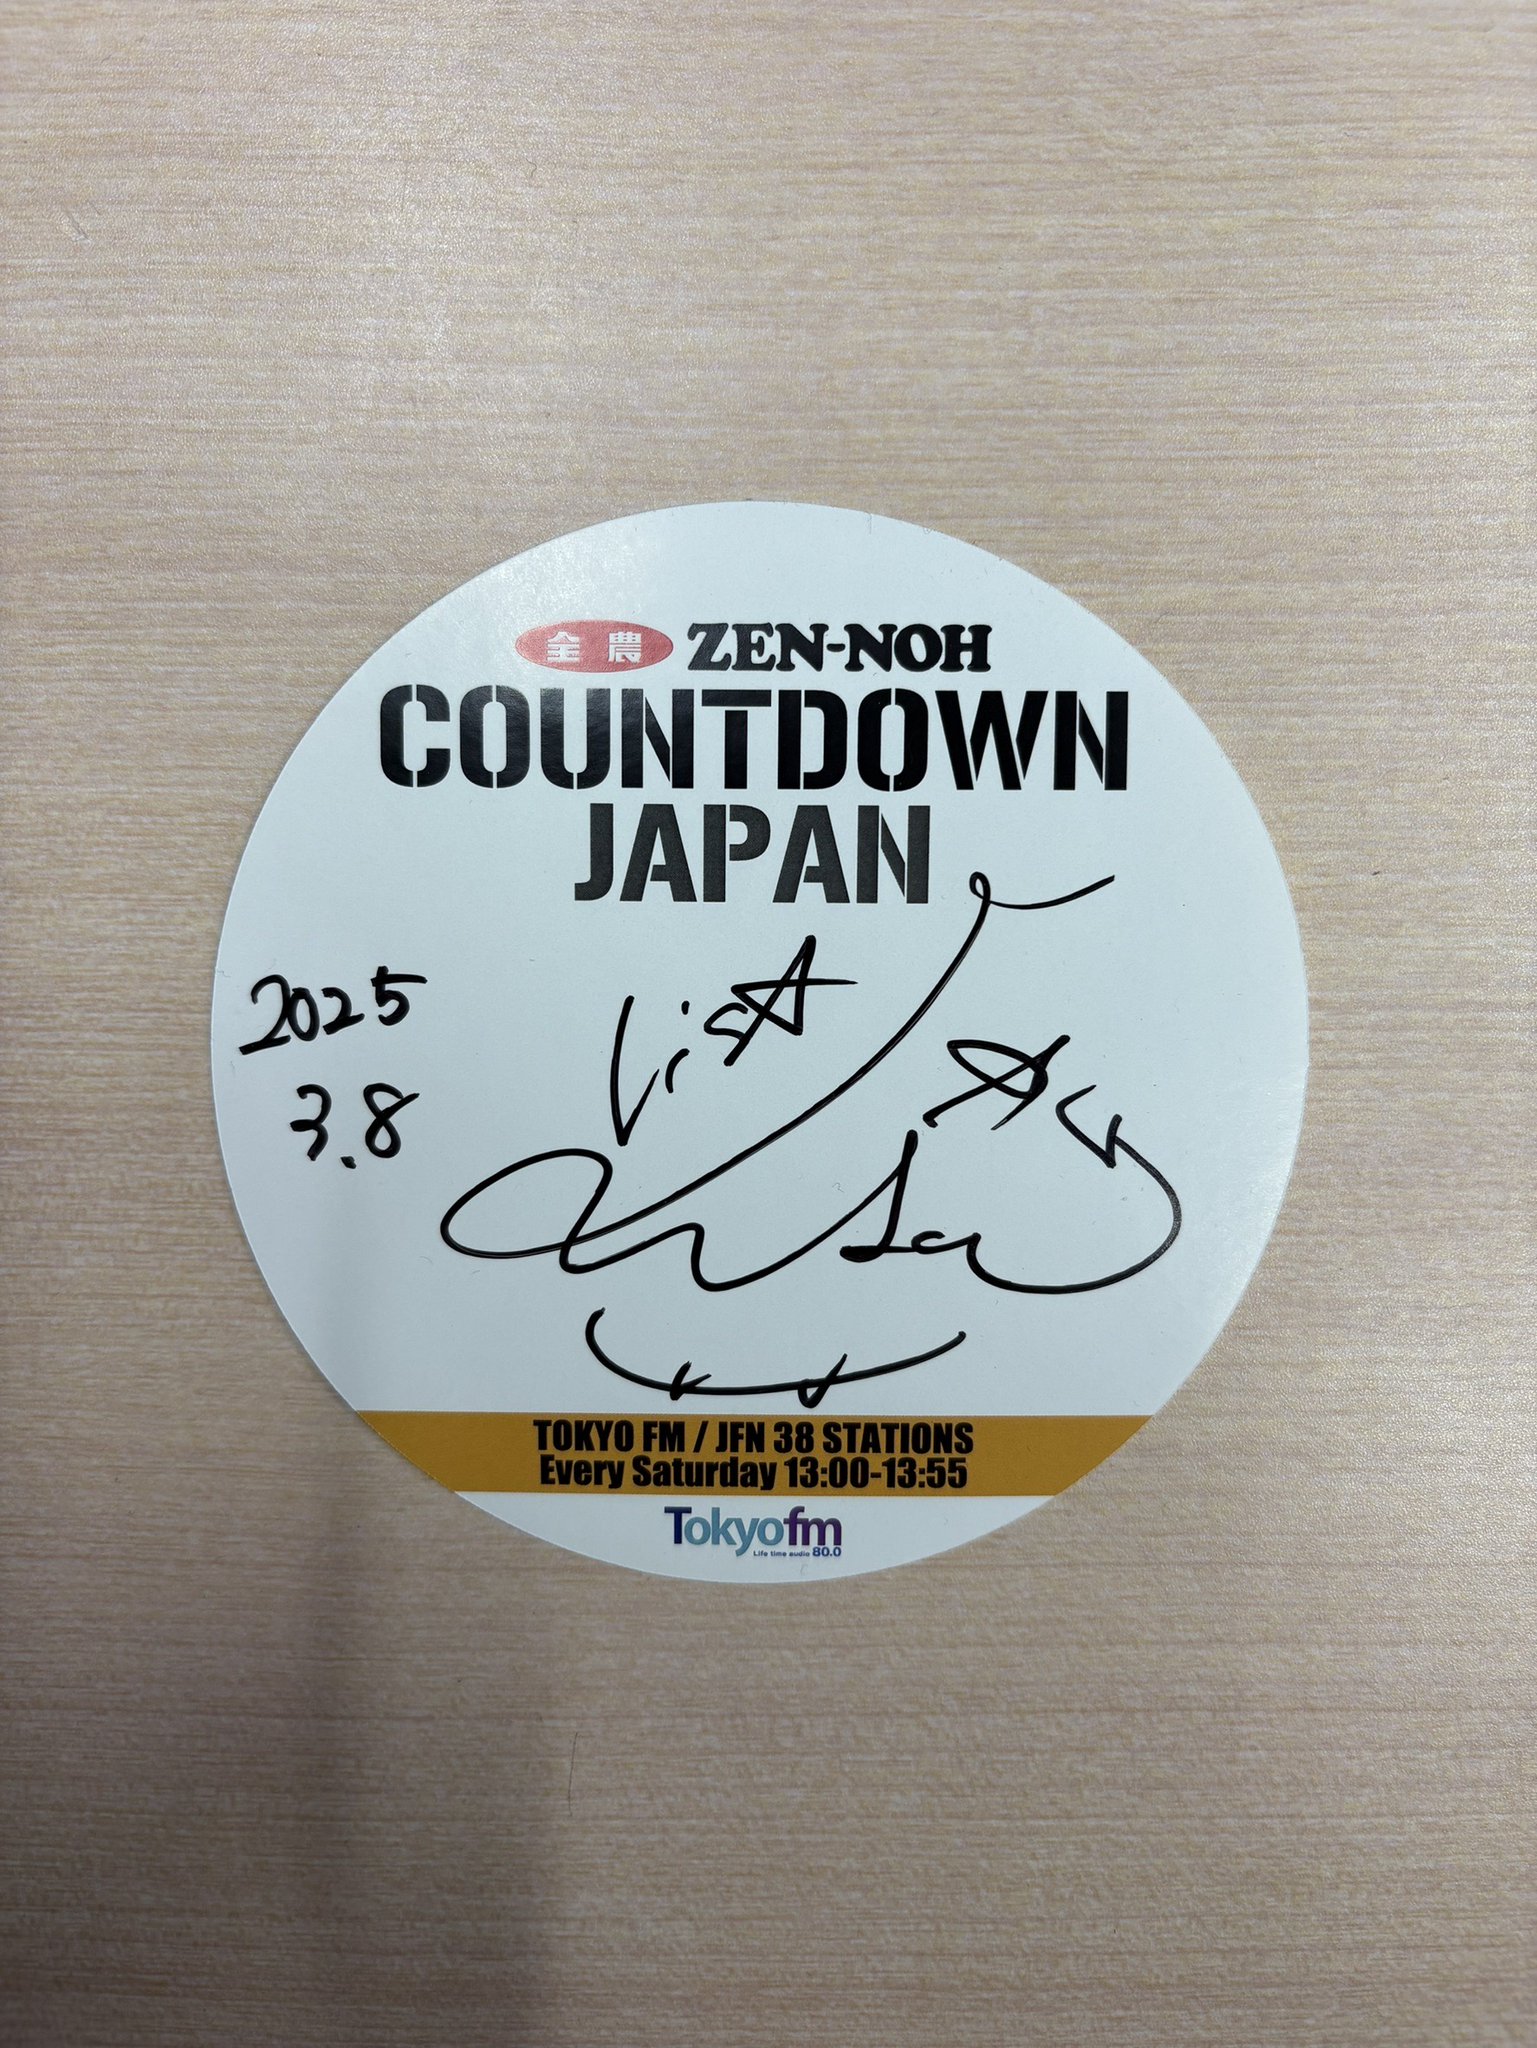 全農 ZEN-NOH
COUNTDOWN
JAPAN
2025
3.8
TOKYO FM / JFN 38 STATIONS
Every Saturday 13:00-13:55
Tokyofm
Life time audio 80.0